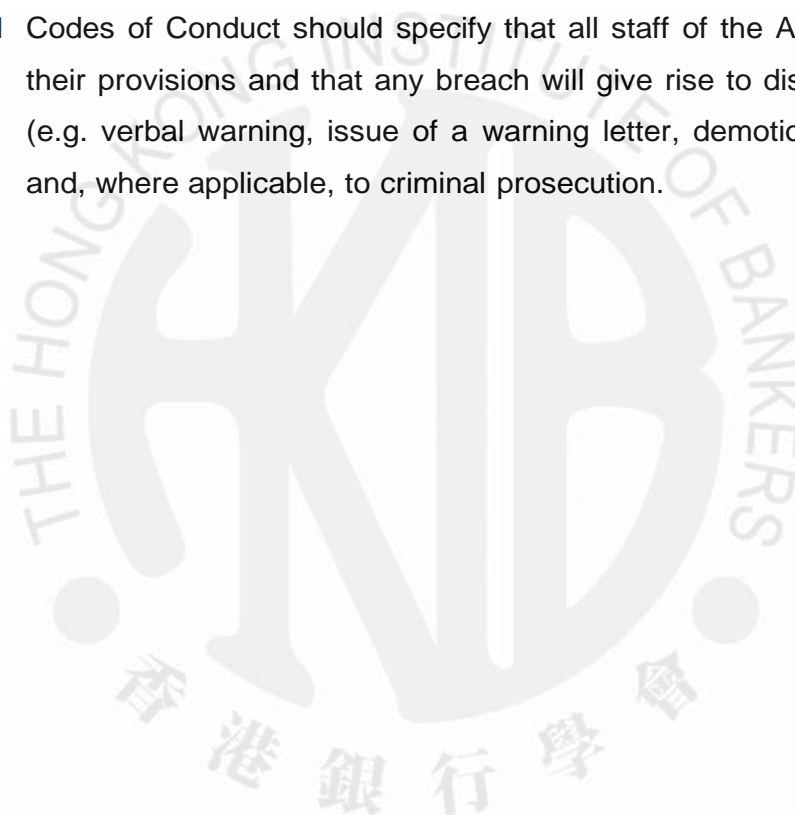 Codes of Conduct should specify that all staff of the A
their provisions and that any breach will give rise to dis
(e.g. verbal warning, issue of a warning letter, demotic
and, where applicable, to criminal prosecution.
THE HONG KONG INSTITUTE OF BANKERS
HKIB
香港銀行學會